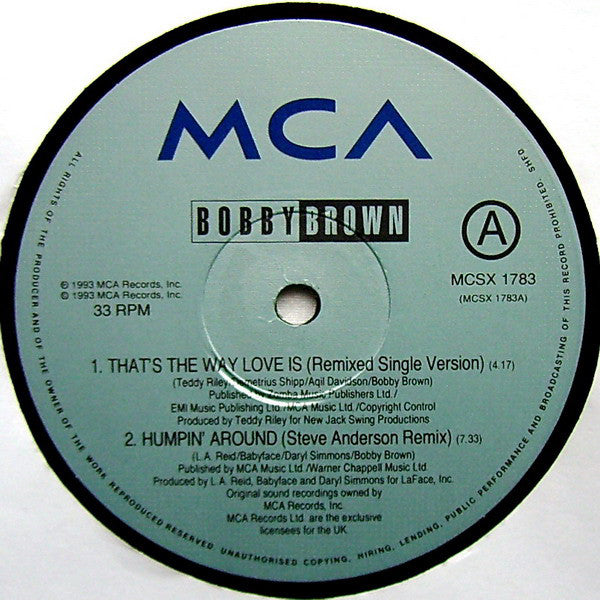 MCA
BOBBY BROWN
A
MCSX 1783
(MCSX 1783A)
℗ 1993 MCA Records, Inc.
© 1993 MCA Records, Inc.
33 RPM
1. THAT'S THE WAY LOVE IS (Remixed Single Version) (4.17)
(Teddy Riley/Demetrius Shipp/Aqil Davidson/Bobby Brown)
Published by Zomba Music Publishers Ltd./
EMI Music Publishing Ltd./MCA Music Ltd./Copyright Control
Produced by Teddy Riley for New Jack Swing Productions
2. HUMPIN' AROUND (Steve Anderson Remix) (7.33)
(L.A. Reid/Babyface/Daryl Simmons/Bobby Brown)
Published by MCA Music Ltd./Warner Chappell Music Ltd.
Produced by L.A. Reid, Babyface and Daryl Simmons for LaFace, Inc.
Original sound recordings owned by
MCA Records, Inc.
MCA Records Ltd. are the exclusive
licensees for the UK.
ALL RIGHTS OF THE PRODUCER AND OF THE OWNER OF THE WORK REPRODUCED RESERVED. UNAUTHORISED COPYING, HIRING, LENDING, PUBLIC PERFORMANCE AND BROADCASTING OF THIS RECORD PROHIBITED. SHFD